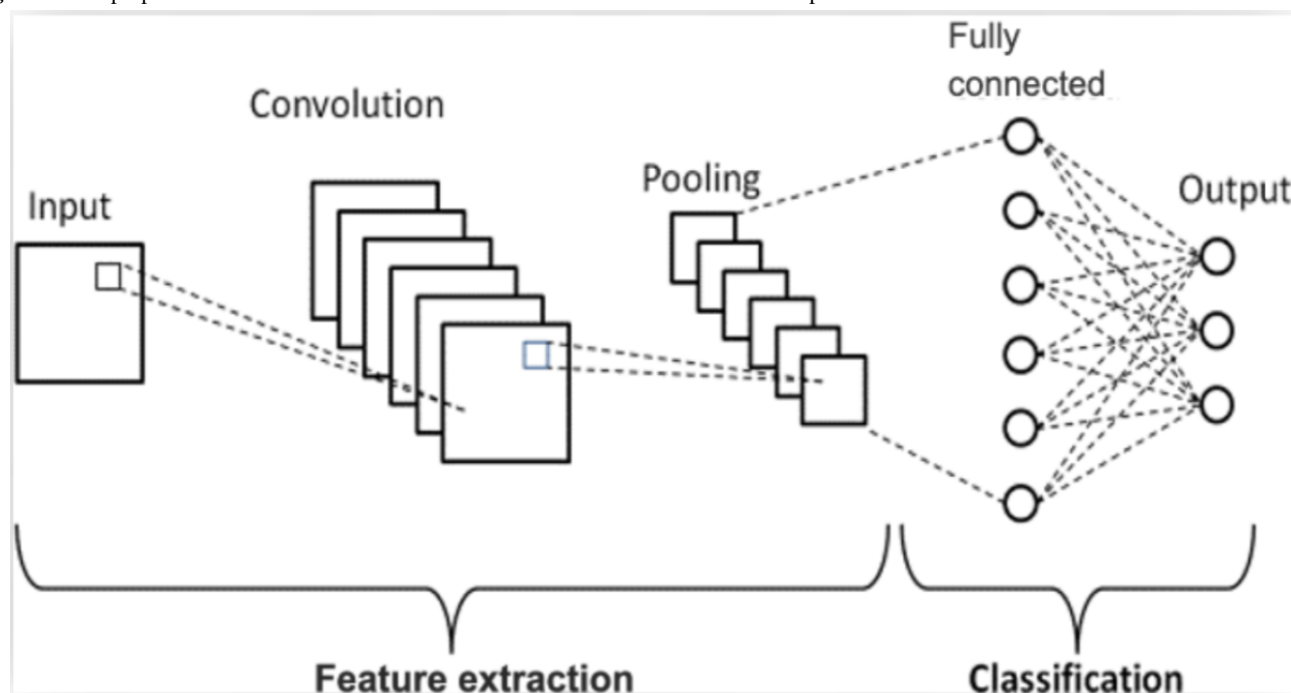 Fully
connected
Convolution
Pooling
Input
Output
Feature extraction
Classification